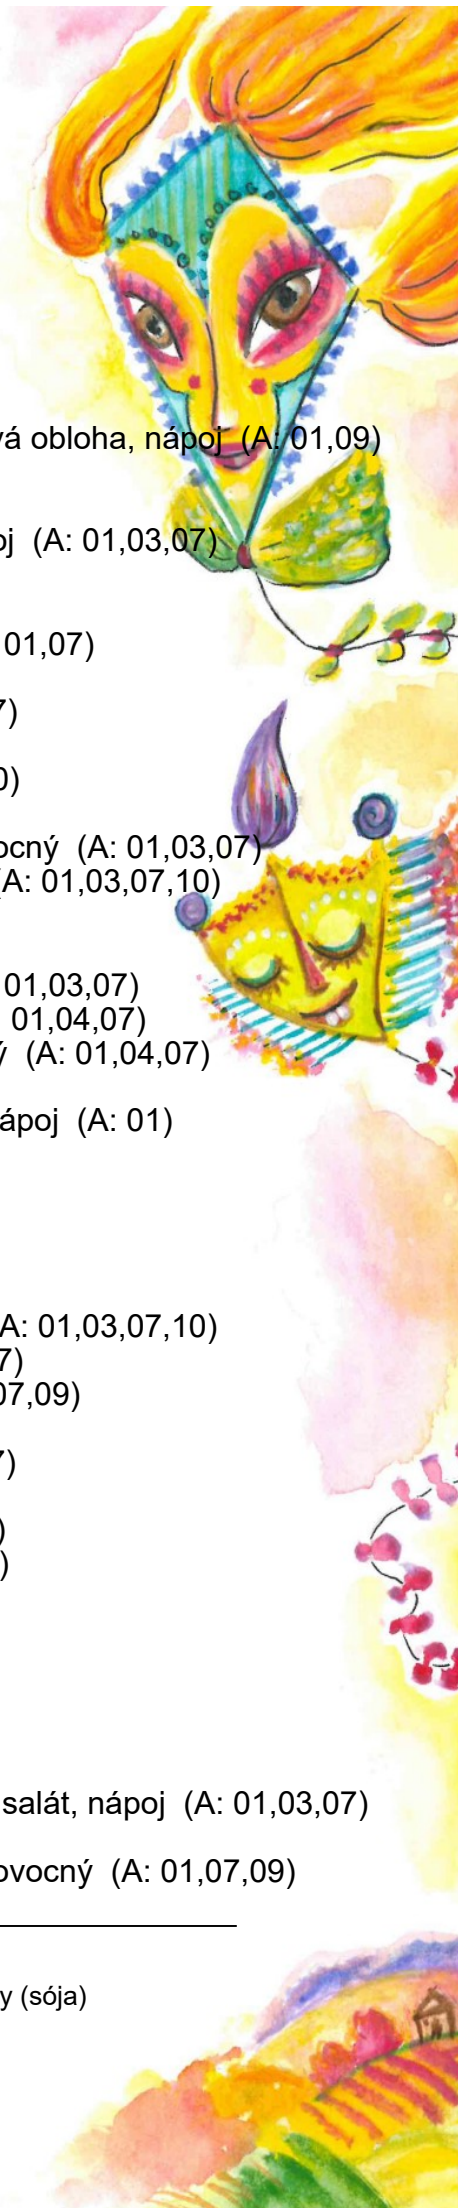 vá obloha, nápoj (A: 01,09)
oj (A: 01,03,07)
01,07)
7)
0)
ocný (A: 01,03,07)
(A: 01,03,07,10)
01,03,07)
01,04,07)
ý (A: 01,04,07)
ápoj (A: 01)
A: 01,03,07,10)
7)
07,09)
7)
)
)
salát, nápoj (A: 01,03,07)
ovocný (A: 01,07,09)
y (sója)